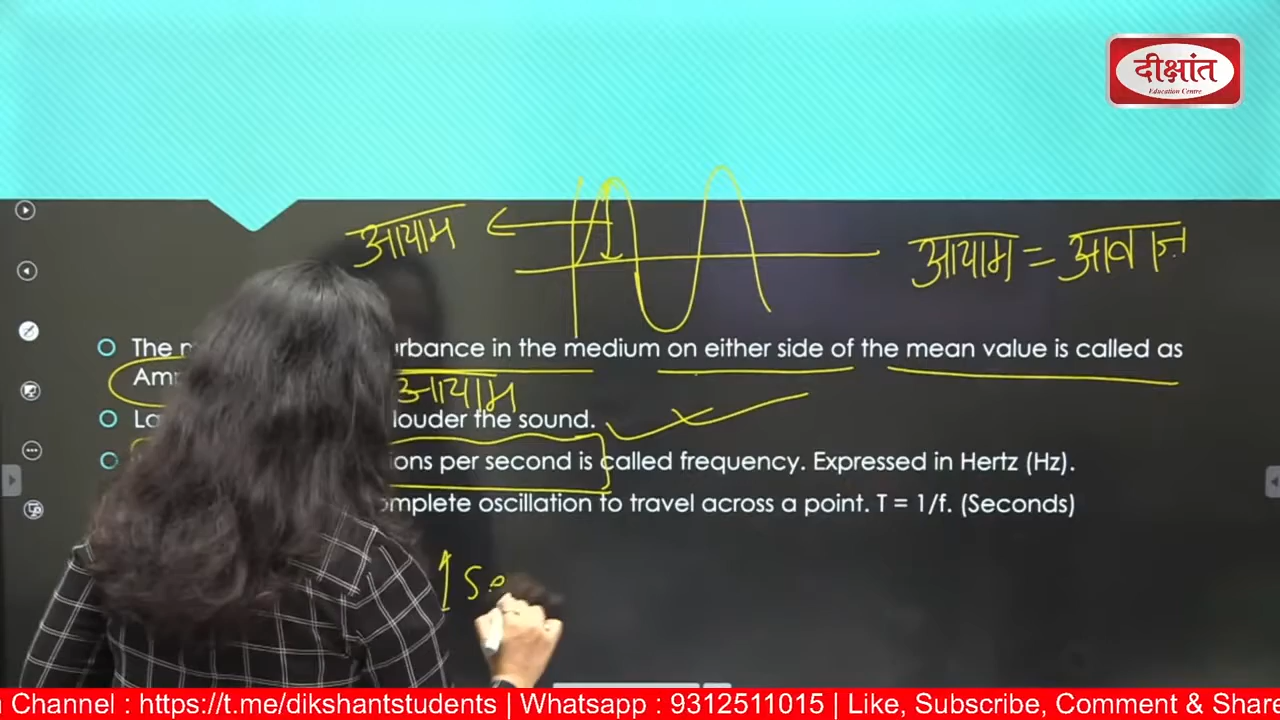 दीक्षांत
Education Centre
आयाम
आयाम = आवाज़
The urbance in the medium on either side of the mean value is called as
Am
आयाम
louder the sound.
ions per second is called frequency. Expressed in Hertz (Hz).
omplete oscillation to travel across a point. T = 1/f. (Seconds)
1 Se
Channel : https://t.me/dikshantstudents | Whatsapp : 9312511015 | Like, Subscribe, Comment & Share